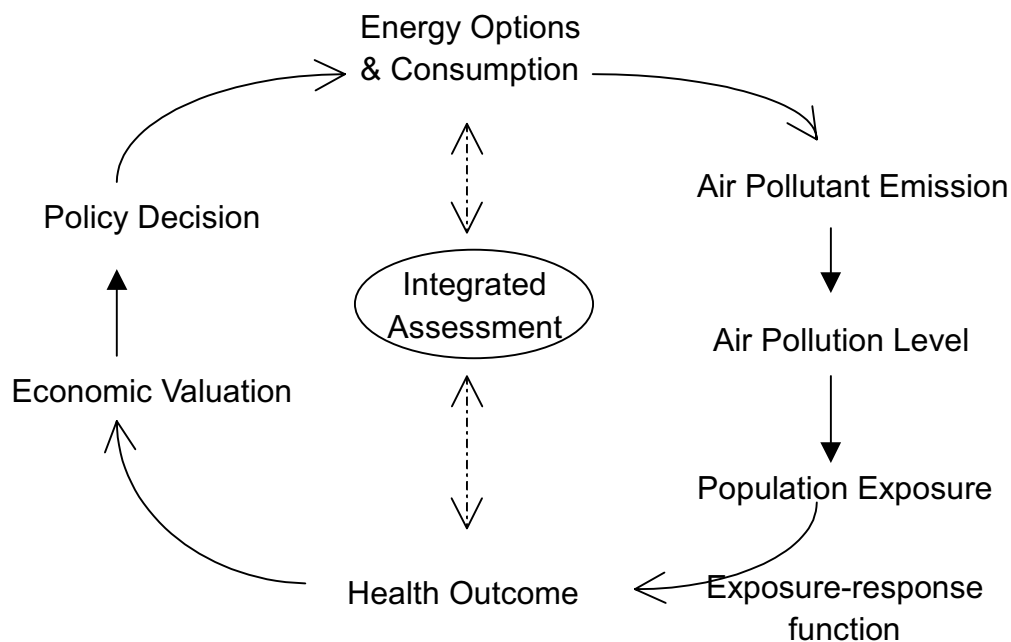 Energy Options
& Consumption
Air Pollutant Emission
Policy Decision
Integrated
Assessment
Air Pollution Level
Economic Valuation
Population Exposure
Health Outcome
Exposure-response
function